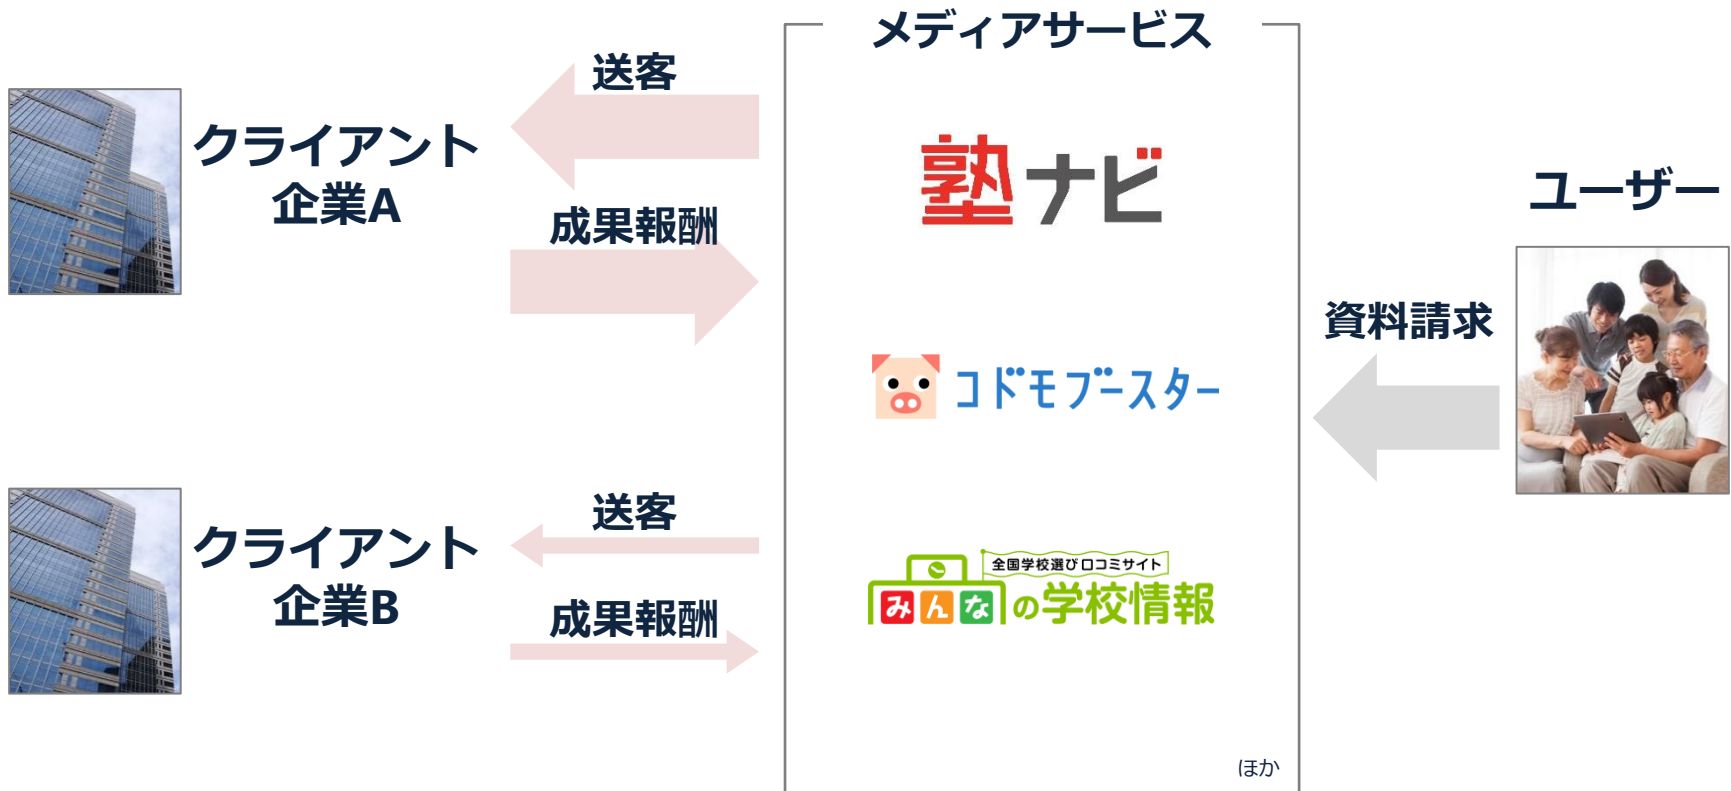 メディアサービス
送客
クライアント
企業A
成果報酬
塾ナビ
ユーザー
資料請求
コドモブースター
送客
クライアント
企業B
成果報酬
全国学校選び口コミサイト
みんなの学校情報
ほか